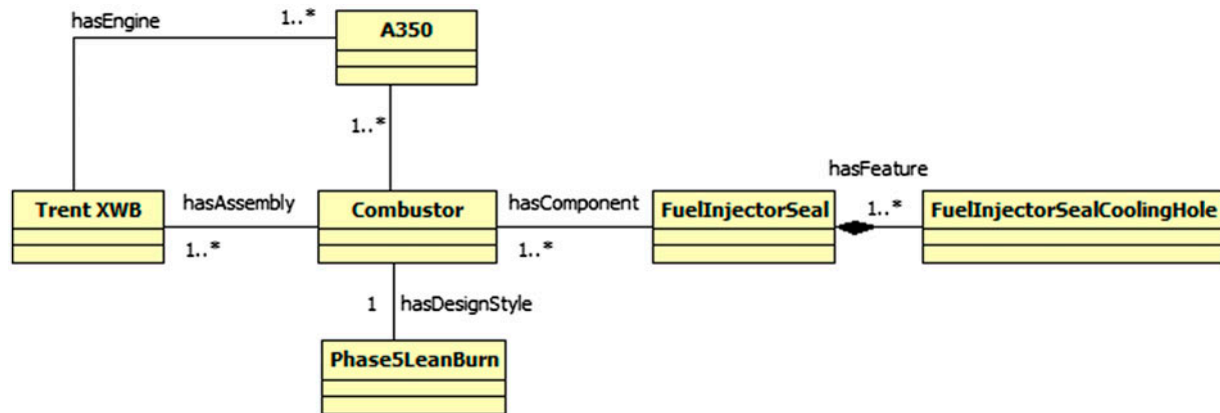 hasEngine
1..*
A350
1..*
hasFeature
Trent XWB
hasAssembly
1..*
Combustor
hasComponent
1..*
FuelInjectorSeal
1..*
FuelInjectorSealCoolingHole
1
hasDesignStyle
Phase5LeanBurn